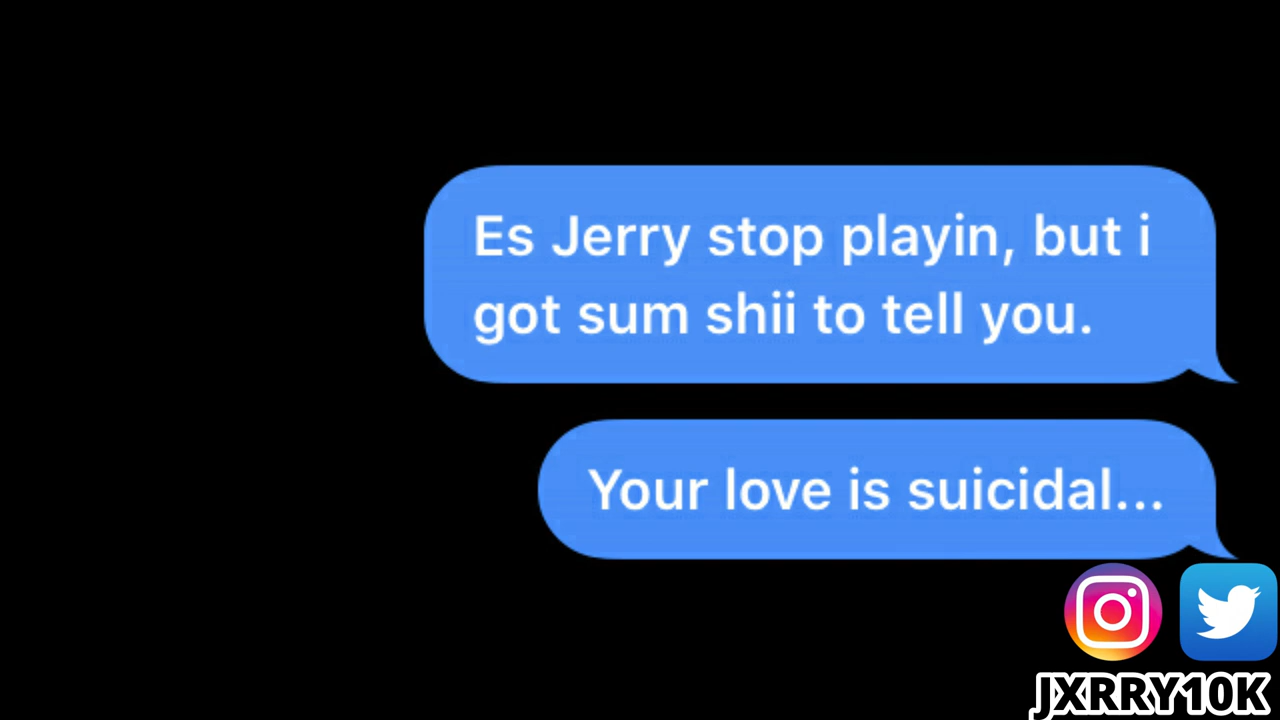 Es Jerry stop playin, but i
got sum shii to tell you.
Your love is suicidal...
JXRRY10K